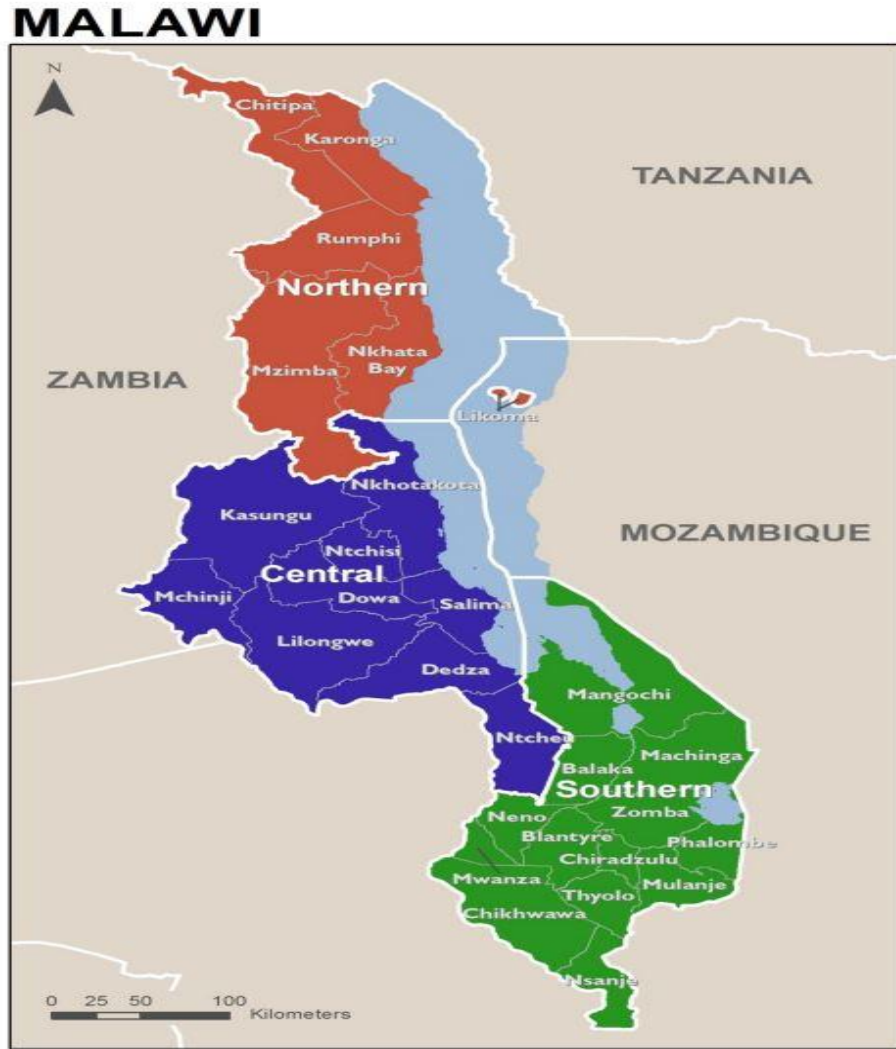 MALAWI
N
Chitipa
Karonga
TANZANIA
Rumphi
Northern
Nkhata
Bay
Mzimba
ZAMBIA
Likoma
Nkhotakota
Kasungu
MOZAMBIQUE
Ntchisi
Central
Mchinji
Dowa
Salima
Lilongwe
Dedza
Mangochi
Ntcheu
Machinga
Balaka
Southern
Zomba
Neno
Blantyre
Phalombe
Chiradzulu
Mwanza
Mulanje
Thyolo
Chikhwawa
Nsanje
0 25 50 100
Kilometers